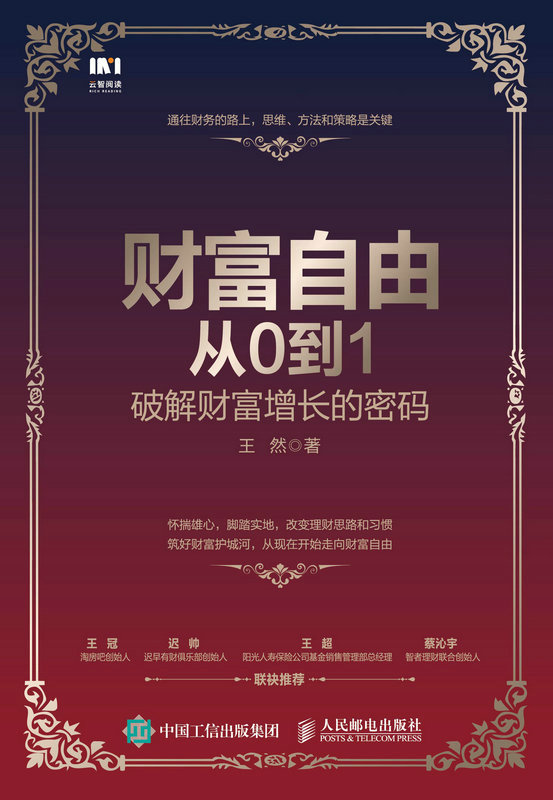 云智阅读
RICH READING
通往财务的路上，思维、方法和策略是关键
财富自由
从0到1
破解财富增长的密码
王 然◎著
怀揣雄心，脚踏实地，改变理财思路和习惯
筑好财富护城河，从现在开始走向财富自由
王 冠 迟 帅 王 超 蔡沁宇
淘房吧创始人 迟早有财俱乐部创始人 阳光人寿保险公司基金销售管理部总经理 智者理财联合创始人
联袂推荐
中国工信出版集团 人民邮电出版社
POSTS & TELECOM PRESS